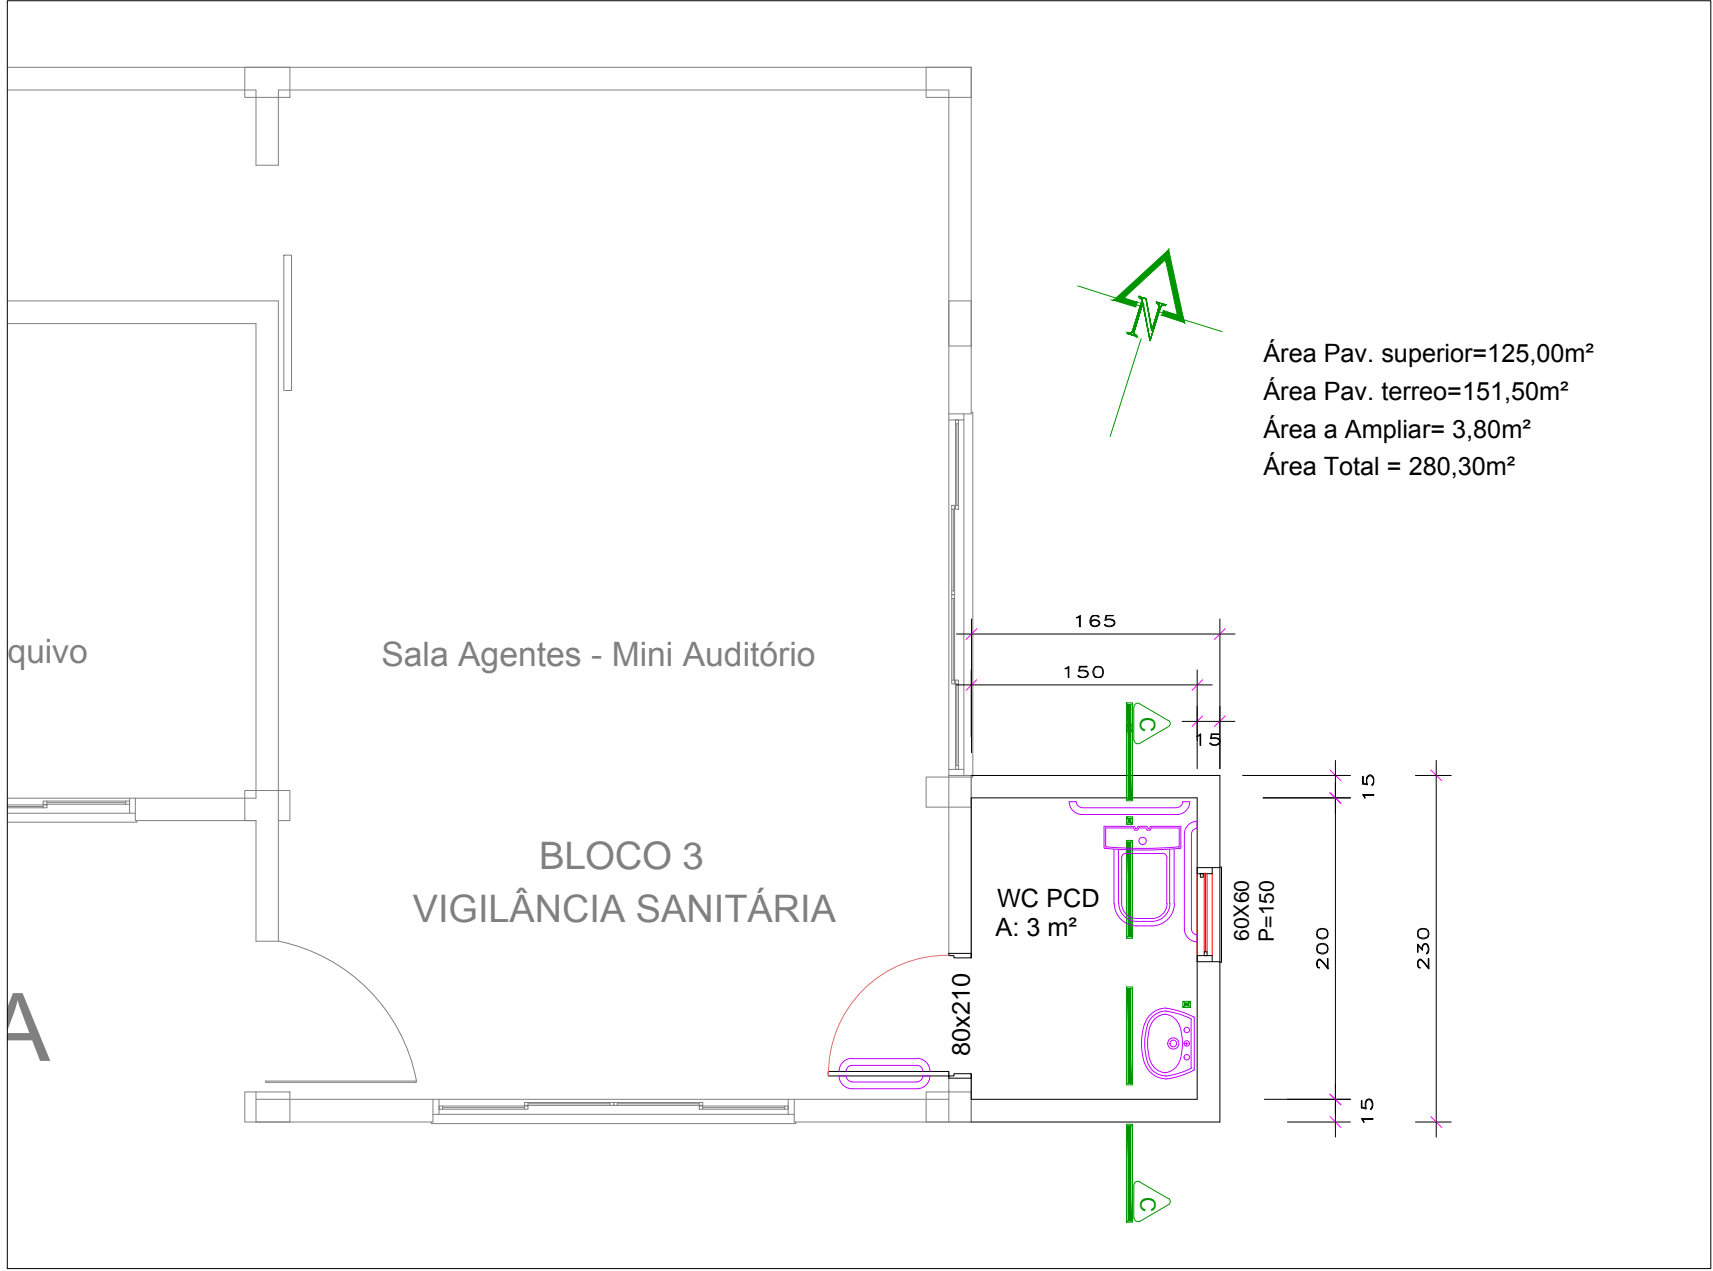 N
Área Pav. superior=125,00m²
Área Pav. terreo=151,50m²
Área a Ampliar= 3,80m²
Área Total = 280,30m²
quivo
Sala Agentes - Mini Auditório
165
150
15
C
15
BLOCO 3
VIGILÂNCIA SANITÁRIA
WC PCD
A: 3 m²
60X60
P=150
200
230
80x210
A
15
C